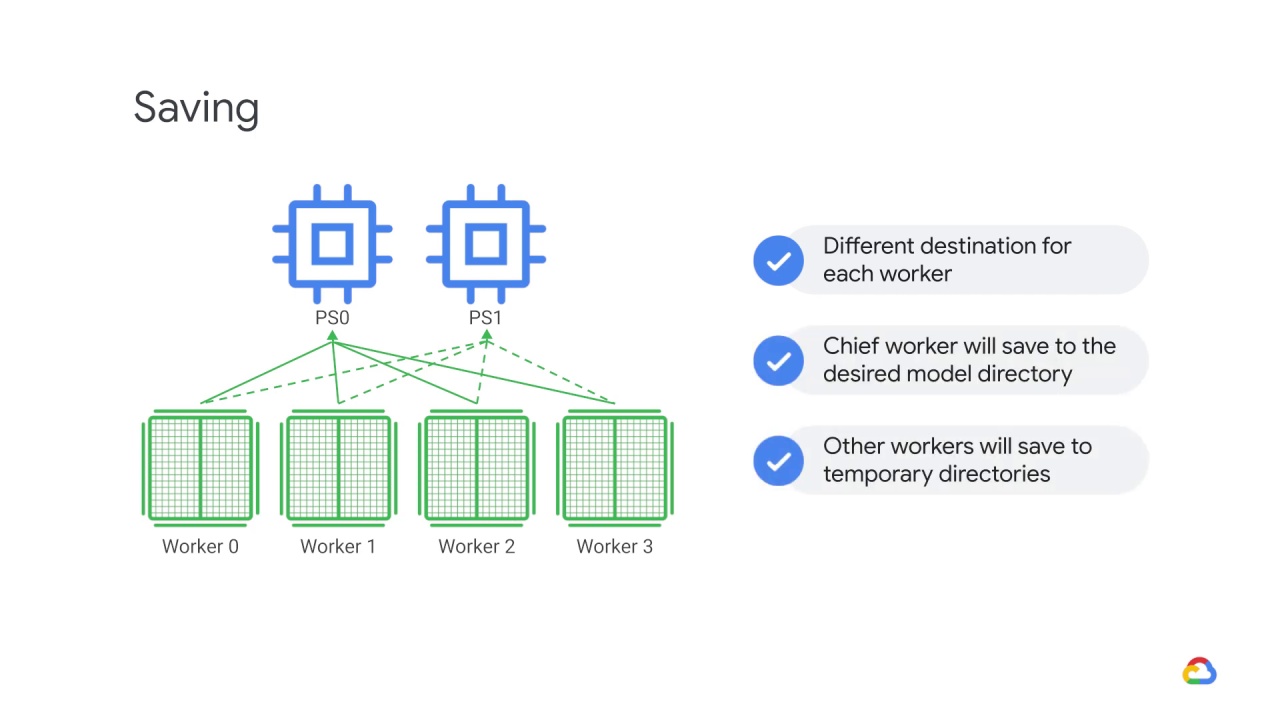 Saving
PS0
PS1
Worker 0
Worker 1
Worker 2
Worker 3
Different destination for
each worker
Chief worker will save to the
desired model directory
Other workers will save to
temporary directories